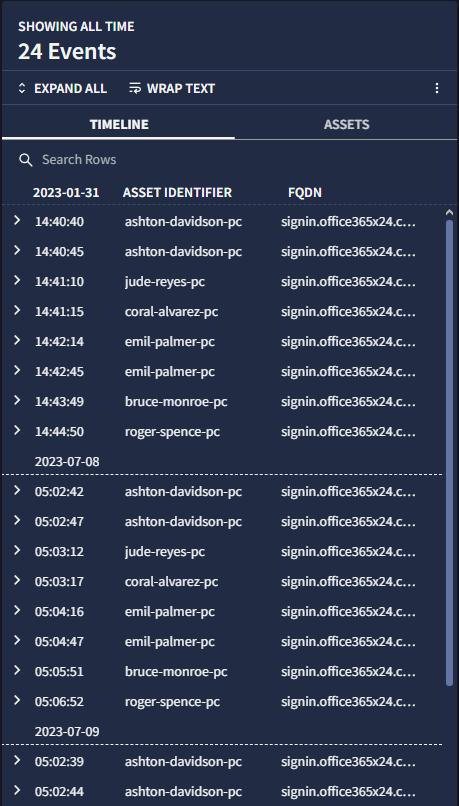 SHOWING ALL TIME
24 Events
EXPAND ALL WRAP TEXT
TIMELINE ASSETS
Search Rows
2023-01-31 ASSET IDENTIFIER FQDN
14:40:40 ashton-davidson-pc signin.office365x24.c...
14:40:45 ashton-davidson-pc signin.office365x24.c...
14:41:10 jude-reyes-pc signin.office365x24.c...
14:41:15 coral-alvarez-pc signin.office365x24.c...
14:42:14 emil-palmer-pc signin.office365x24.c...
14:42:45 emil-palmer-pc signin.office365x24.c...
14:43:49 bruce-monroe-pc signin.office365x24.c...
14:44:50 roger-spence-pc signin.office365x24.c...
2023-07-08
05:02:42 ashton-davidson-pc signin.office365x24.c...
05:02:47 ashton-davidson-pc signin.office365x24.c...
05:03:12 jude-reyes-pc signin.office365x24.c...
05:03:17 coral-alvarez-pc signin.office365x24.c...
05:04:16 emil-palmer-pc signin.office365x24.c...
05:04:47 emil-palmer-pc signin.office365x24.c...
05:05:51 bruce-monroe-pc signin.office365x24.c...
05:06:52 roger-spence-pc signin.office365x24.c...
2023-07-09
05:02:39 ashton-davidson-pc signin.office365x24.c...
05:02:44 ashton-davidson-pc signin.office365x24.c...